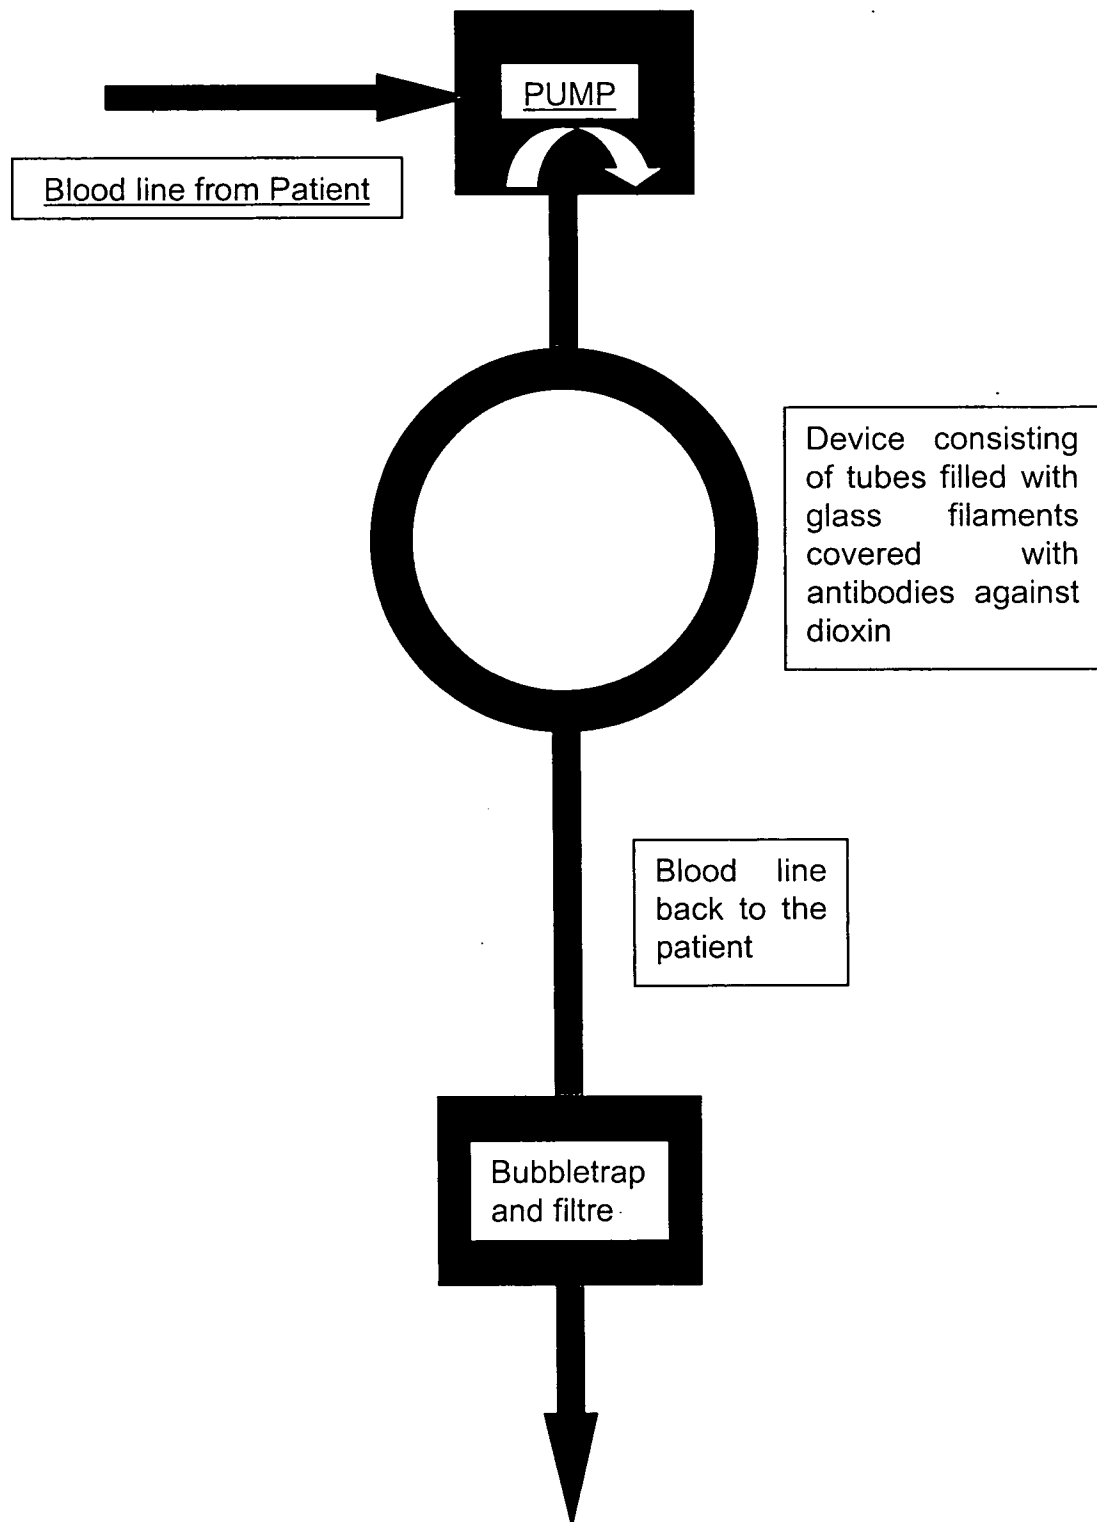 PUMP
Blood line from Patient
Device consisting
of tubes filled with
glass filaments
covered with
antibodies against
dioxin
Blood line
back to the
patient
Bubbletrap
and filtre